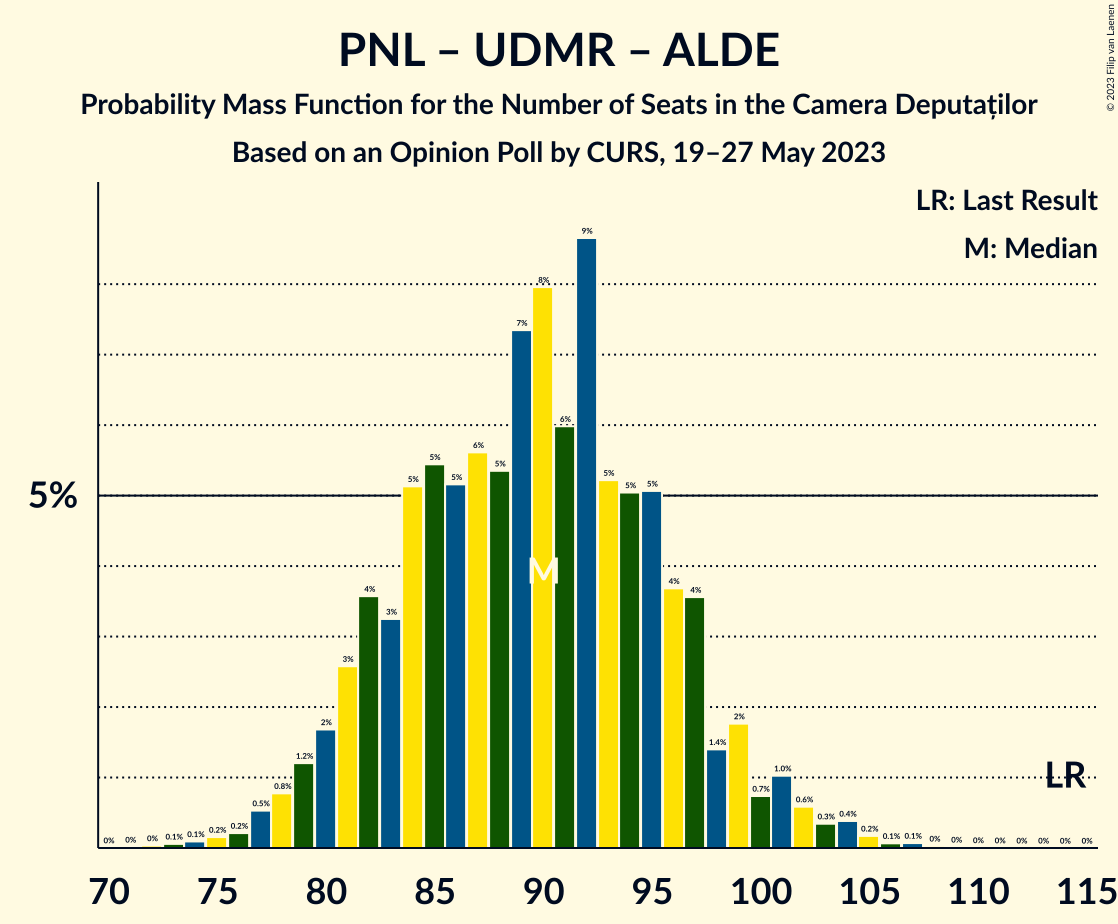 PNL – UDMR – ALDE
Probability Mass Function for the Number of Seats in the Camera Deputaților
Based on an Opinion Poll by CURS, 19–27 May 2023
© 2023 Filip van Laenen
LR: Last Result
M: Median
5%
0% 0% 0% 0.1% 0.1% 0.2% 0.2% 0.5% 0.8% 1.2% 2% 3% 4% 3% 5% 5% 5% 6% 5% 7% 8% 6% 9% 5% 5% 5% 4% 4% 1.4% 2% 0.7% 1.0% 0.6% 0.3% 0.4% 0.2% 0.1% 0.1% 0% 0% 0% 0% 0% 0% 0% 0%
M
LR
70 75 80 85 90 95 100 105 110 115